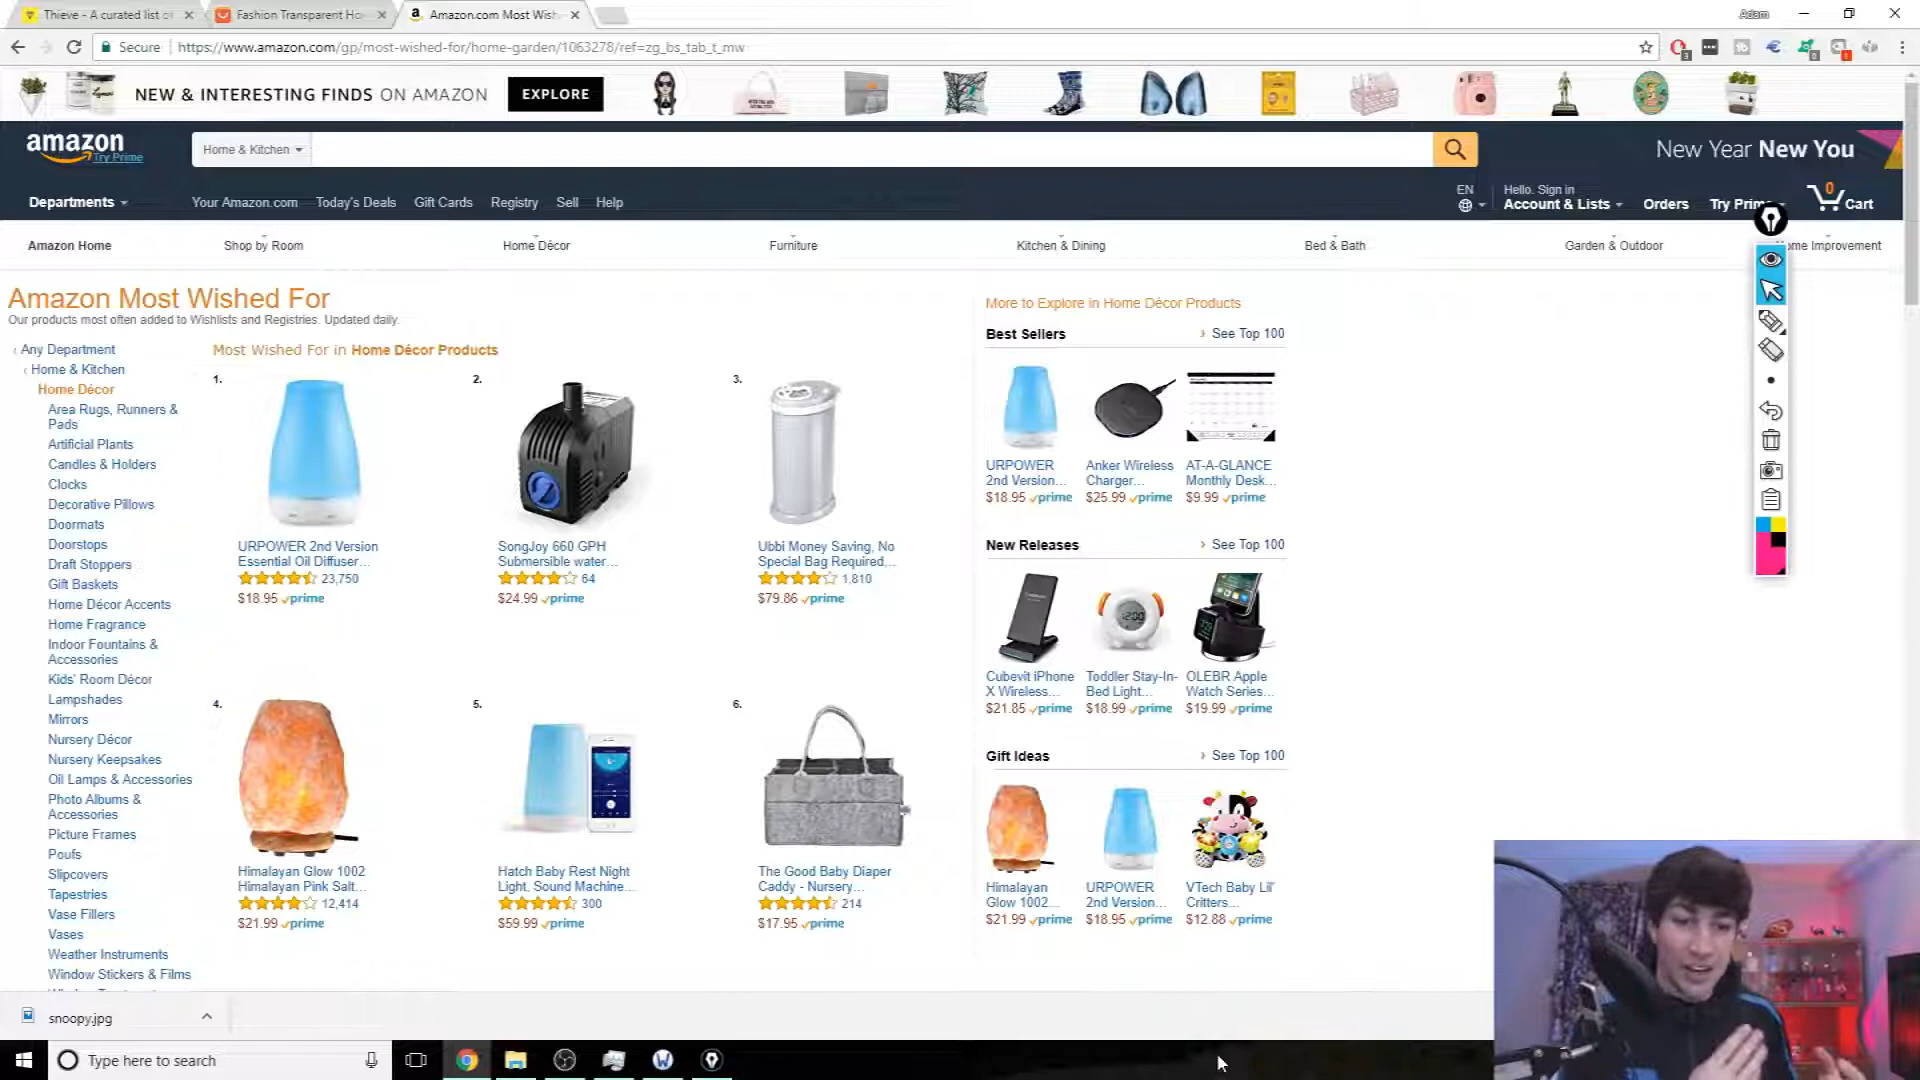 Thieve - A curated list o
Fashion Transparent Ho
Amazon.com Most Wish
Adam
Secure
https://www.amazon.com/gp/most-wished-for/home-garden/1063278/ref=zg_bs_tab_t_mw
NEW & INTERESTING FINDS ON AMAZON
EXPLORE
amazon
Try Prime
Home & Kitchen
New Year New You
Departments
Your Amazon.com
Today's Deals
Gift Cards
Registry
Sell
Help
EN
Hello. Sign in
Account & Lists
Orders
Try Prim
0
Cart
Amazon Home
Shop by Room
Home Décor
Furniture
Kitchen & Dining
Bed & Bath
Garden & Outdoor
ome Improvement
Amazon Most Wished For
Our products most often added to Wishlists and Registries. Updated daily.
‹ Any Department
‹ Home & Kitchen
Home Décor
Area Rugs, Runners &
Pads
Artificial Plants
Candles & Holders
Clocks
Decorative Pillows
Doormats
Doorstops
Draft Stoppers
Gift Baskets
Home Décor Accents
Home Fragrance
Indoor Fountains &
Accessories
Kids' Room Décor
Lampshades
Mirrors
Nursery Décor
Nursery Keepsakes
Oil Lamps & Accessories
Photo Albums &
Accessories
Picture Frames
Poufs
Slipcovers
Tapestries
Vase Fillers
Vases
Weather Instruments
Window Stickers & Films
Most Wished For in Home Décor Products
1.
URPOWER 2nd Version
Essential Oil Diffuser...
23,750
$18.95 prime
2.
SongJoy 660 GPH
Submersible water...
64
$24.99 prime
3.
Ubbi Money Saving, No
Special Bag Required,...
1,810
$79.86 prime
4.
Himalayan Glow 1002
Himalayan Pink Salt...
12,414
$21.99 prime
5.
Hatch Baby Rest Night
Light, Sound Machine...
300
$59.99 prime
6.
The Good Baby Diaper
Caddy - Nursery...
214
$17.95 prime
More to Explore in Home Décor Products
Best Sellers
› See Top 100
URPOWER
2nd Version...
$18.95 prime
Anker Wireless
Charger...
$25.99 prime
AT-A-GLANCE
Monthly Desk...
$9.99 prime
New Releases
› See Top 100
Cubevit iPhone
X Wireless...
$21.85 prime
Toddler Stay-In-
Bed Light...
$18.99 prime
OLEBR Apple
Watch Series...
$19.99 prime
Gift Ideas
› See Top 100
Himalayan
Glow 1002...
$21.99 prime
URPOWER
2nd Version...
$18.95 prime
VTech Baby Lil'
Critters...
$12.88 prime
snoopy.jpg
Type here to search